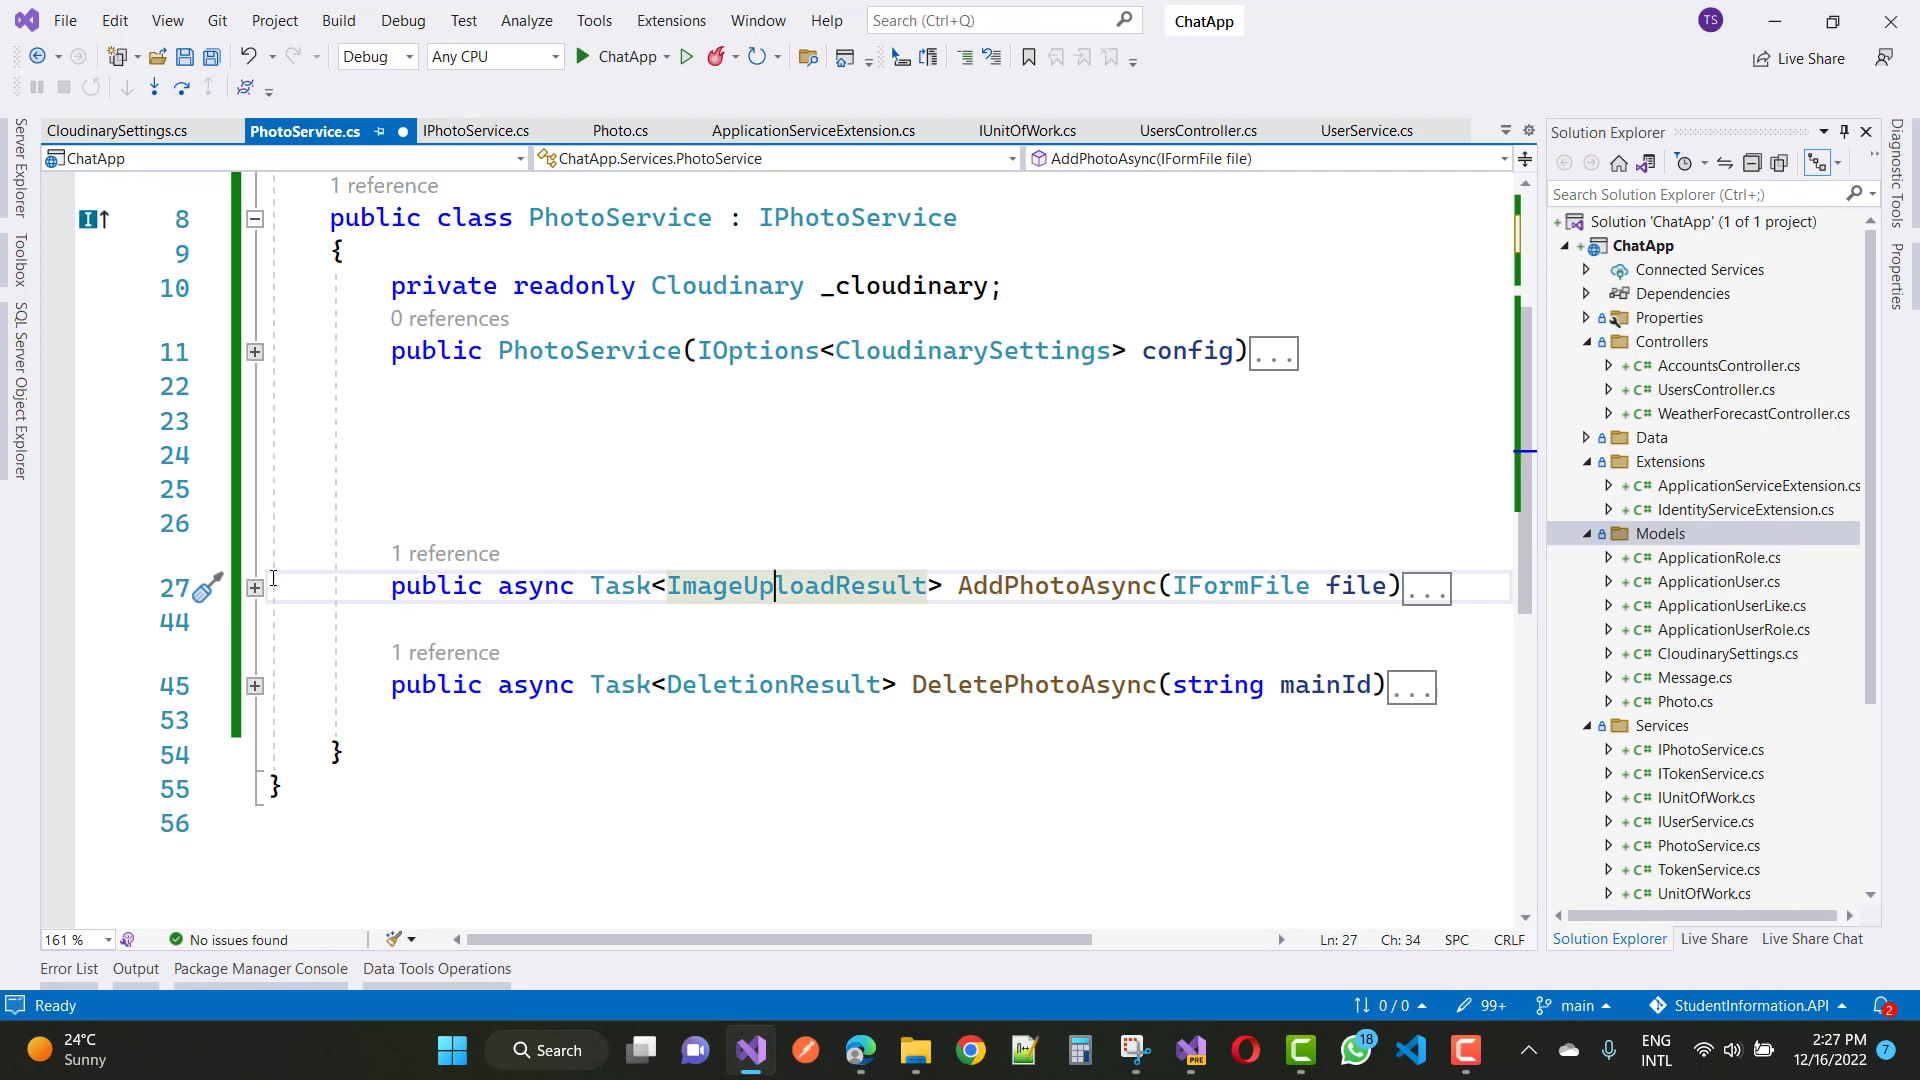 File Edit View Git Project Build Debug Test Analyze Tools Extensions Window Help Search (Ctrl+Q) ChatApp TS
Debug Any CPU ChatApp Live Share
CloudinarySettings.cs PhotoService.cs IPhotoService.cs Photo.cs ApplicationServiceExtension.cs IUnitOfWork.cs UsersController.cs UserService.cs
ChatApp ChatApp.Services.PhotoService AddPhotoAsync(IFormFile file)
Server Explorer
Toolbox
SQL Server Object Explorer
1 reference
8 public class PhotoService : IPhotoService
9 {
10 private readonly Cloudinary _cloudinary;
0 references
11 public PhotoService(IOptions<CloudinarySettings> config)...
22
23
24
25
26
1 reference
27 public async Task<ImageUploadResult> AddPhotoAsync(IFormFile file)...
44
1 reference
45 public async Task<DeletionResult> DeletePhotoAsync(string mainId)...
53
54 }
55 }
56
161 % No issues found Ln: 27 Ch: 34 SPC CRLF
Solution Explorer
Search Solution Explorer (Ctrl+;)
Solution 'ChatApp' (1 of 1 project)
ChatApp
Connected Services
Dependencies
Properties
Controllers
C# AccountsController.cs
C# UsersController.cs
C# WeatherForecastController.cs
Data
Extensions
C# ApplicationServiceExtension.cs
C# IdentityServiceExtension.cs
Models
C# ApplicationRole.cs
C# ApplicationUser.cs
C# ApplicationUserLike.cs
C# ApplicationUserRole.cs
C# CloudinarySettings.cs
C# Message.cs
C# Photo.cs
Services
C# IPhotoService.cs
C# ITokenService.cs
C# IUnitOfWork.cs
C# IUserService.cs
C# PhotoService.cs
C# TokenService.cs
C# UnitOfWork.cs
Solution Explorer Live Share Live Share Chat
Diagnostic Tools
Properties
Error List Output Package Manager Console Data Tools Operations
Ready 0 / 0 99+ main StudentInformation.API 2
24°C
Sunny
Search
PRE
18
ENG
INTL
2:27 PM
12/16/2022
7